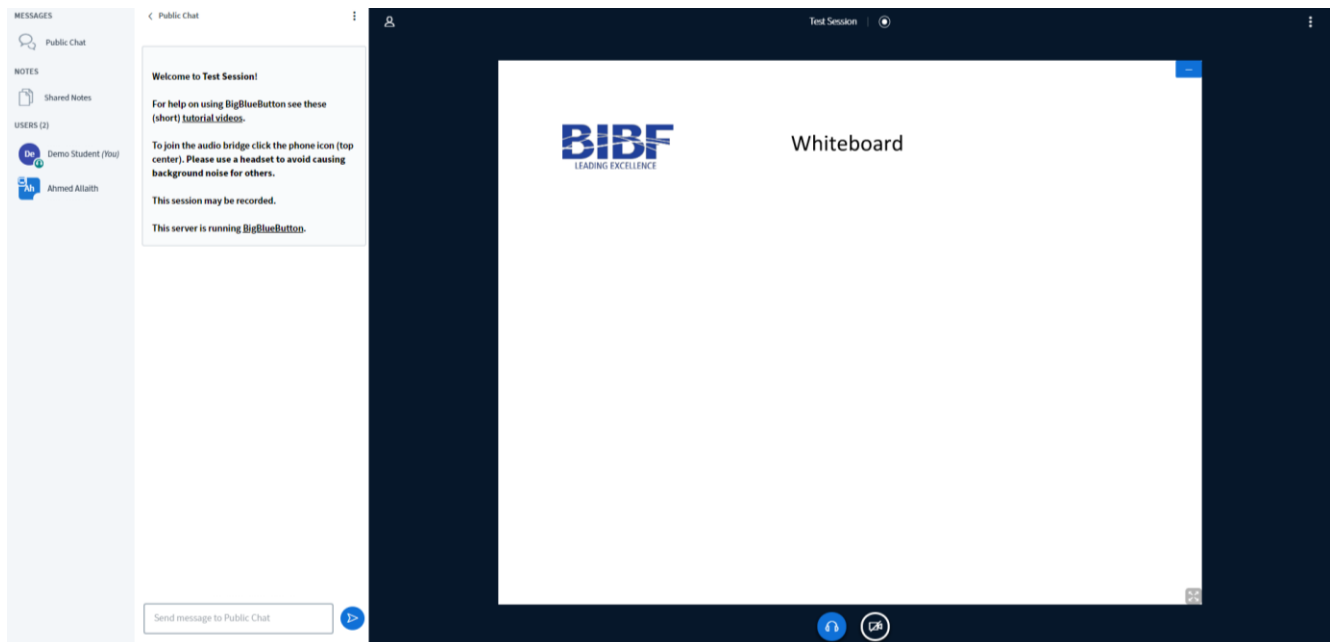 MESSAGES
Public Chat
NOTES
Shared Notes
USERS (2)
De
Demo Student (You)
Ah
Ahmed Allaith
Public Chat
Welcome to Test Session!
For help on using BigBlueButton see these
(short) tutorial videos.
To join the audio bridge click the phone icon (top
center). Please use a headset to avoid causing
background noise for others.
This session may be recorded.
This server is running BigBlueButton.
Send message to Public Chat
Test Session
BIBF
LEADING EXCELLENCE
Whiteboard